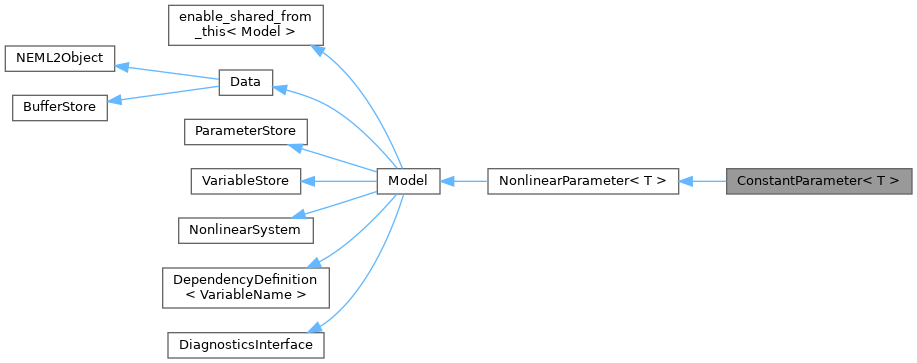 enable_shared_from
_this< Model >
NEML2Object
Data
BufferStore
ParameterStore
VariableStore
Model
NonlinearParameter< T >
ConstantParameter< T >
NonlinearSystem
DependencyDefinition
< VariableName >
DiagnosticsInterface